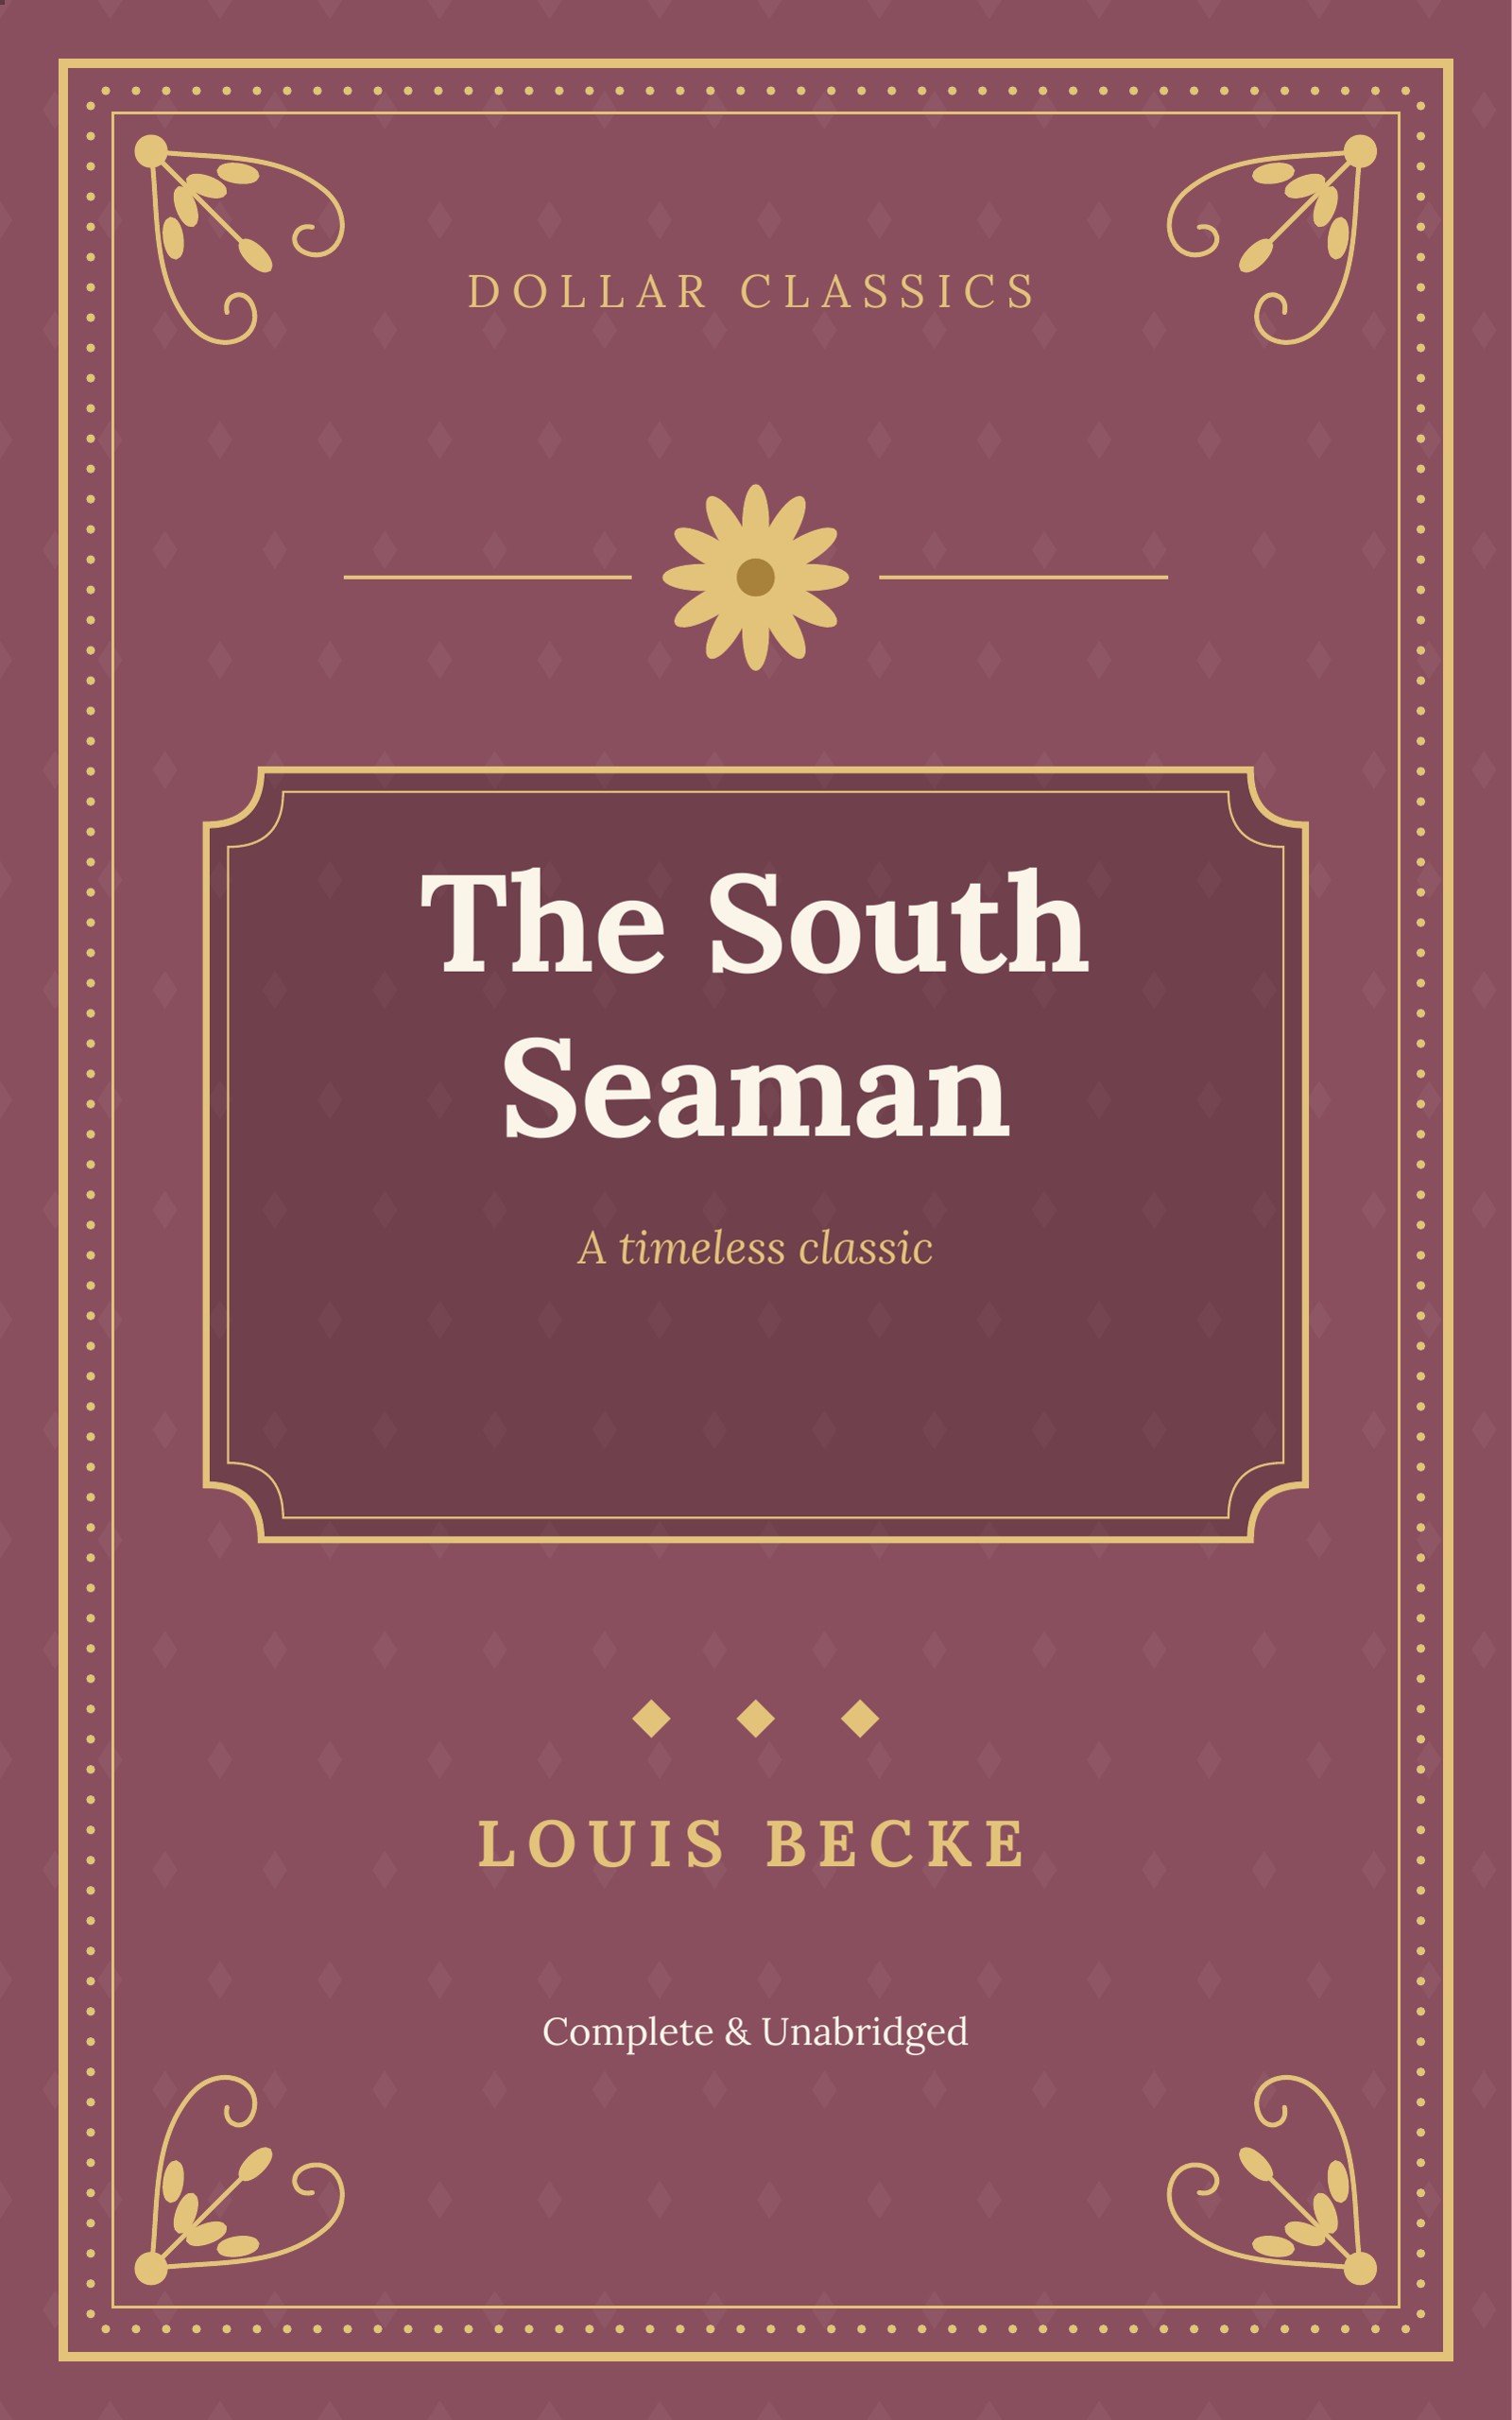 DOLLAR CLASSICS
The South
Seaman
A timeless classic
LOUIS BECKE
Complete & Unabridged